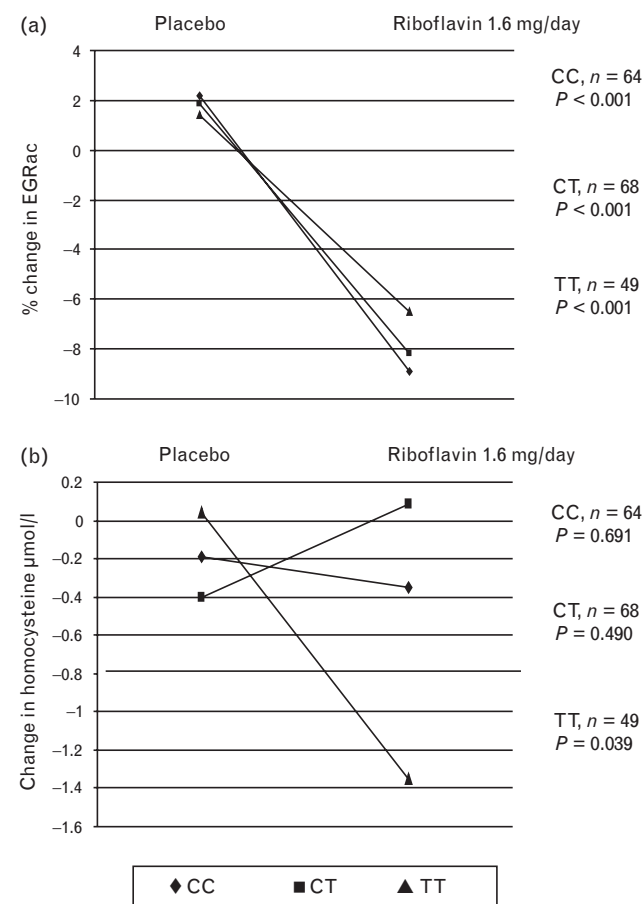 (a)
Placebo Riboflavin 1.6 mg/day
% change in EGRac
4
2
0
−2
−4
−6
−8
−10
CC, n = 64
P < 0.001
CT, n = 68
P < 0.001
TT, n = 49
P < 0.001
(b)
Placebo Riboflavin 1.6 mg/day
Change in homocysteine μmol/l
0.2
0
−0.2
−0.4
−0.6
−0.8
−1
−1.2
−1.4
−1.6
CC, n = 64
P = 0.691
CT, n = 68
P = 0.490
TT, n = 49
P = 0.039
CC CT TT